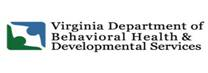 Virginia Department of
Behavioral Health &
Developmental Services